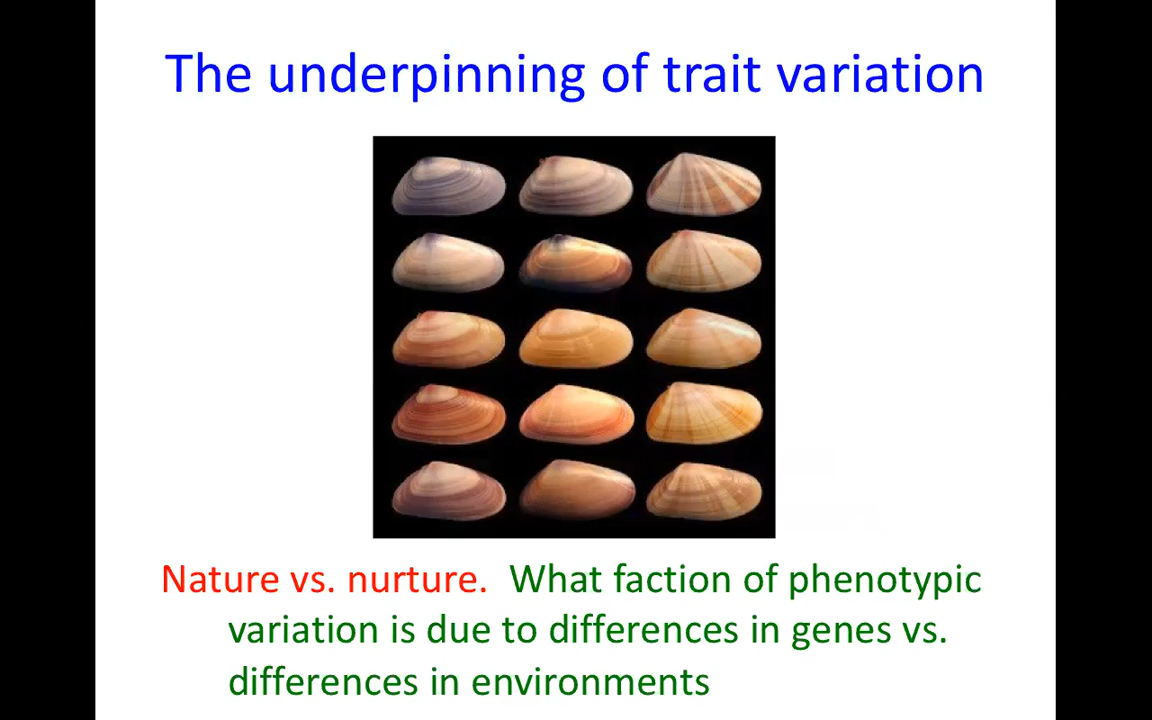 The underpinning of trait variation
Nature vs. nurture. What faction of phenotypic
variation is due to differences in genes vs.
differences in environments